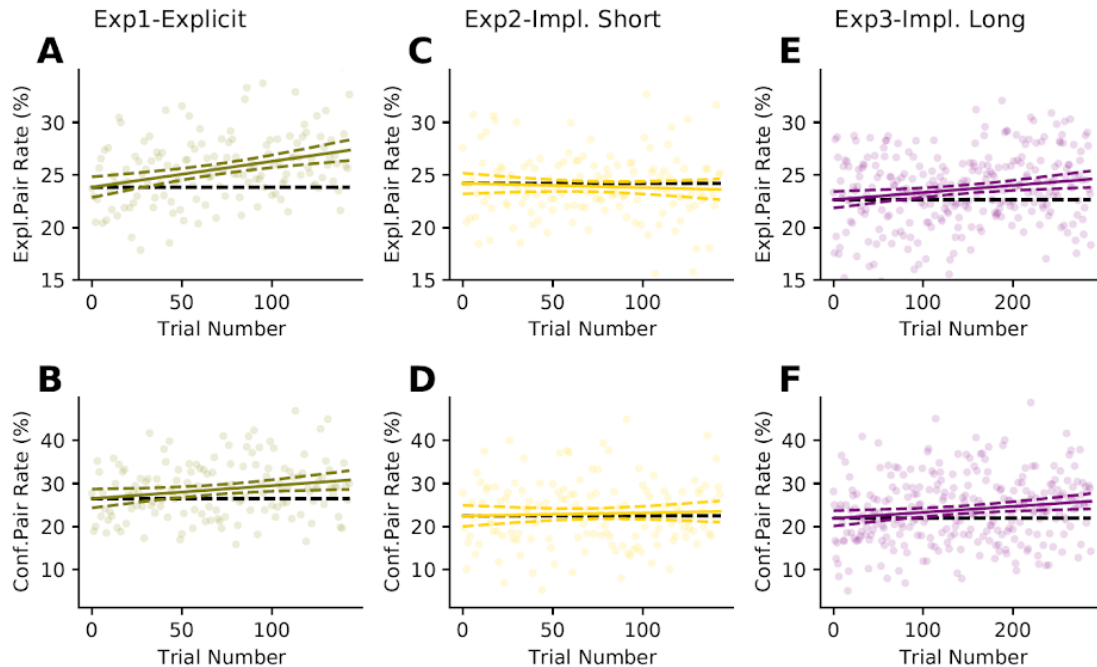 Exp1-Explicit
Exp2-Impl. Short
Exp3-Impl. Long
A
C
E
Expl.Pair Rate (%)
30
25
20
15
0
50
100
Trial Number
Expl.Pair Rate (%)
30
25
20
15
0
50
100
Trial Number
Expl.Pair Rate (%)
30
25
20
15
0
100
200
Trial Number
B
D
F
Conf.Pair Rate (%)
40
30
20
10
0
50
100
Trial Number
Conf.Pair Rate (%)
40
30
20
10
0
50
100
Trial Number
Conf.Pair Rate (%)
40
30
20
10
0
100
200
Trial Number